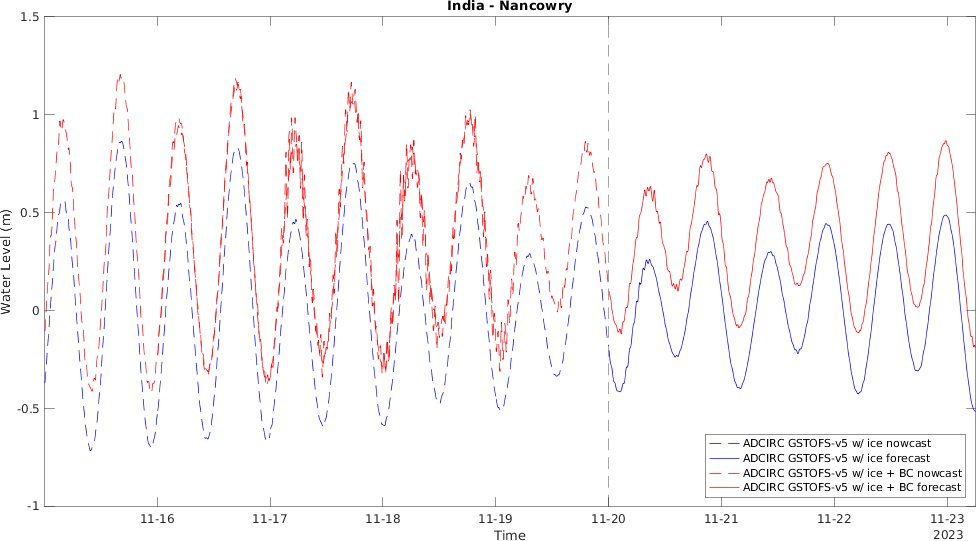 India - Nancowry
1.5
1
0.5
0
-0.5
-1
Water Level (m)
11-16
11-17
11-18
11-19
11-20
11-21
11-22
11-23
Time
2023
ADCIRC GSTOFS-v5 w/ ice nowcast
ADCIRC GSTOFS-v5 w/ ice forecast
ADCIRC GSTOFS-v5 w/ ice + BC nowcast
ADCIRC GSTOFS-v5 w/ ice + BC forecast